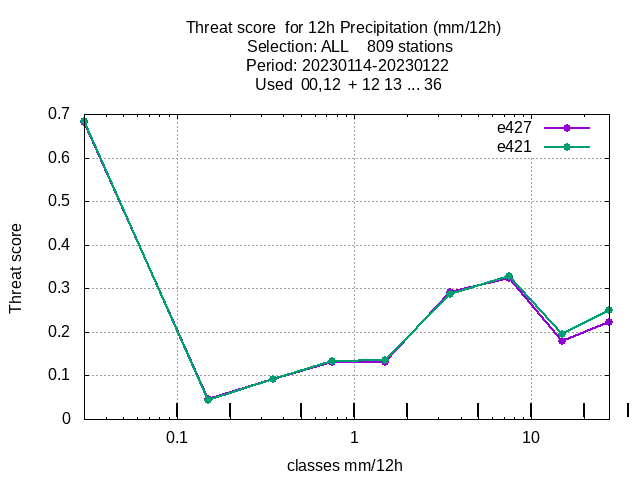 Threat score  for 12h Precipitation (mm/12h)
Selection: ALL    809 stations
Period: 20230114-20230122
Used  00,12  + 12 13 ... 36
e427
e421
0.7
0.6
0.5
0.4
0.3
0.2
0.1
0
Threat score
0.1 1 10
classes mm/12h